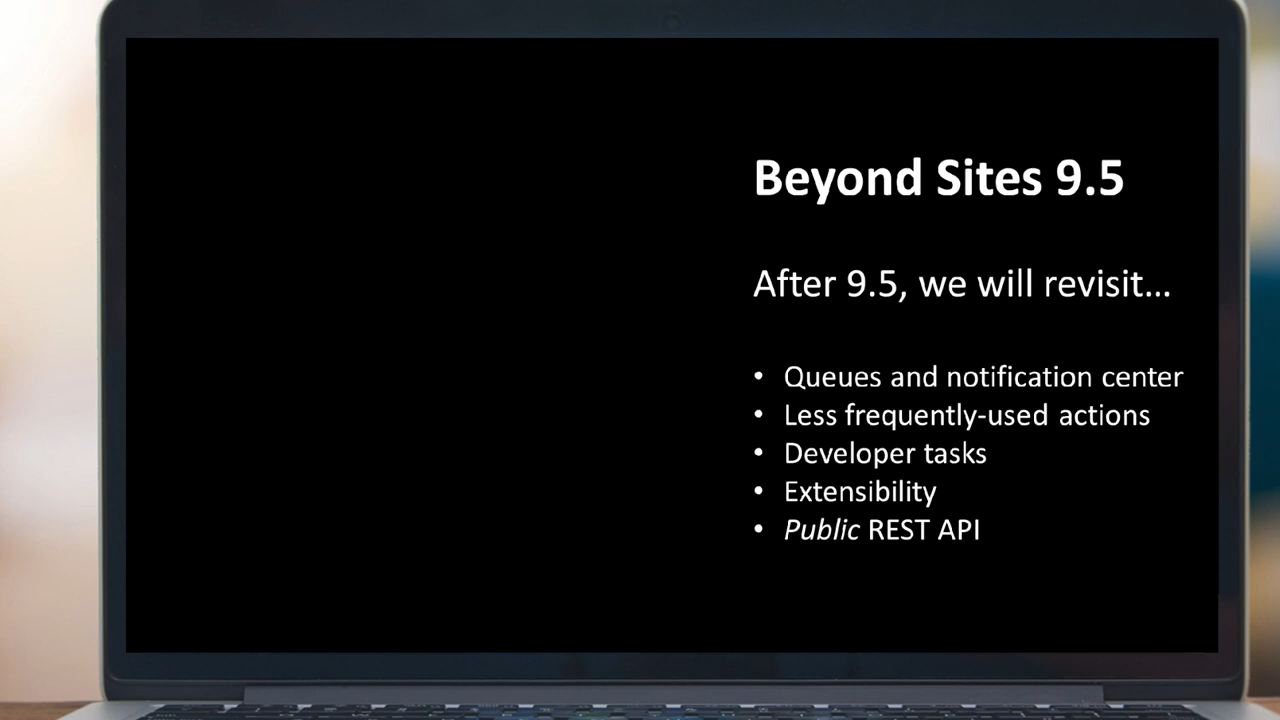 Beyond Sites 9.5
After 9.5, we will revisit...
• Queues and notification center
• Less frequently-used actions
• Developer tasks
• Extensibility
• Public REST API